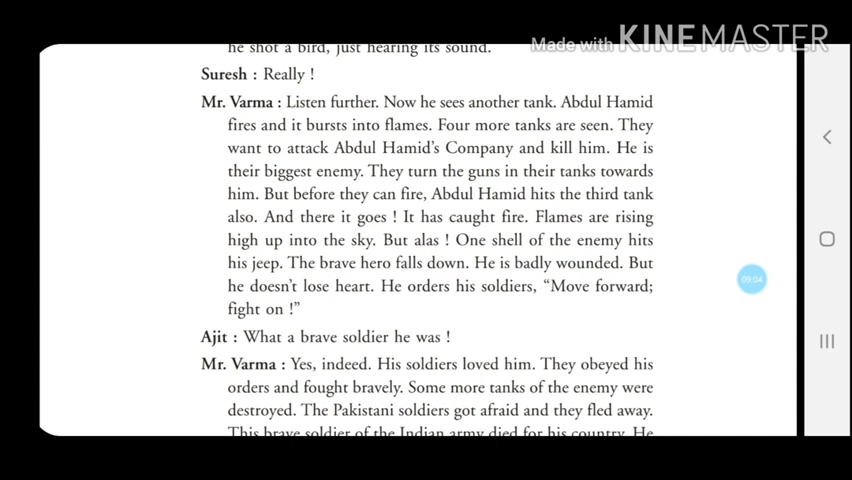 Made with KINEMASTER
he shot a bird, just hearing its sound.
Suresh : Really !
Mr. Varma : Listen further. Now he sees another tank. Abdul Hamid
fires and it bursts into flames. Four more tanks are seen. They
want to attack Abdul Hamid's Company and kill him. He is
their biggest enemy. They turn the guns in their tanks towards
him. But before they can fire, Abdul Hamid hits the third tank
also. And there it goes ! It has caught fire. Flames are rising
high up into the sky. But alas ! One shell of the enemy hits
his jeep. The brave hero falls down. He is badly wounded. But
he doesn't lose heart. He orders his soldiers, “Move forward;
fight on !”
09:04
Ajit : What a brave soldier he was !
Mr. Varma : Yes, indeed. His soldiers loved him. They obeyed his
orders and fought bravely. Some more tanks of the enemy were
destroyed. The Pakistani soldiers got afraid and they fled away.
This brave soldier of the Indian army died for his country. He